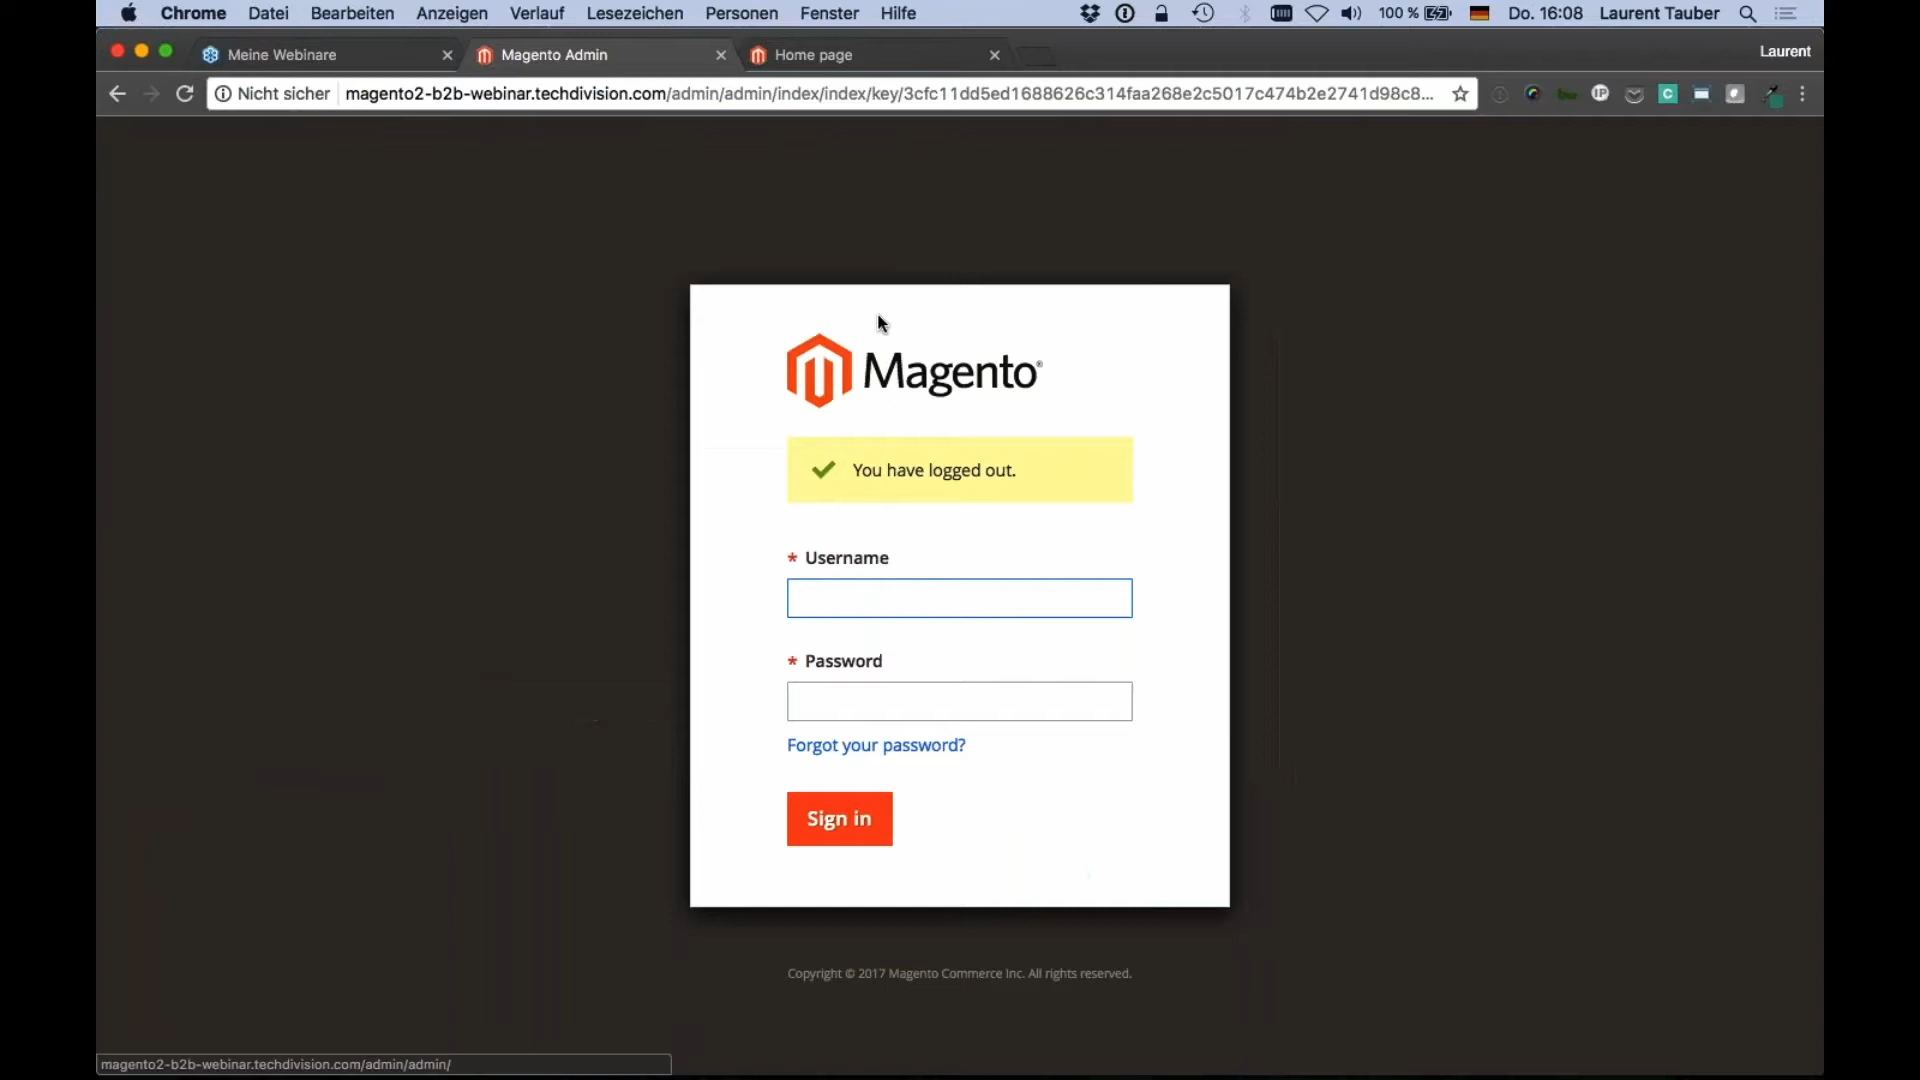 Chrome Datei Bearbeiten Anzeigen Verlauf Lesezeichen Personen Fenster Hilfe 100 % Do. 16:08 Laurent Tauber
Meine Webinare Magento Admin Home page Laurent
Nicht sicher magento2-b2b-webinar.techdivision.com/admin/admin/index/index/key/3cfc11dd5ed1688626c314faa268e2c5017c474b2e2741d98c8...
Magento
You have logged out.
* Username
* Password
Forgot your password?
Sign in
Copyright © 2017 Magento Commerce Inc. All rights reserved.
magento2-b2b-webinar.techdivision.com/admin/admin/